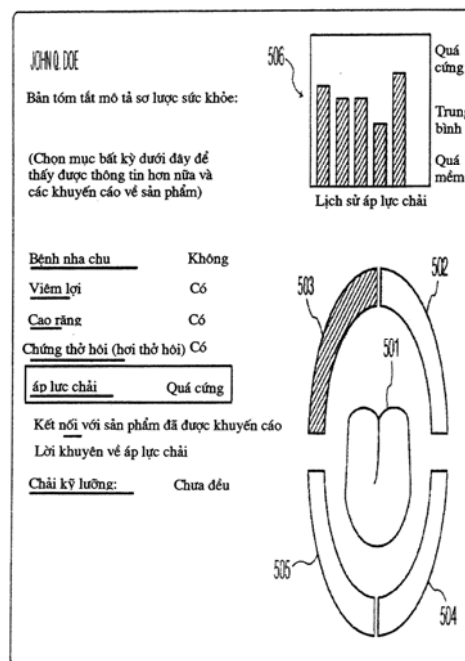 JOHN Q. DOE
Bản tóm tắt mô tả sơ lược sức khỏe:
(Chọn mục bất kỳ dưới đây để
thấy được thông tin hơn nữa và
các khuyến cáo về sản phẩm)
Bệnh nha chu Không
Viêm lợi Có
Cao răng Có
Chứng thở hôi (hơi thở hôi) Có
áp lực chải Quá cứng
Kết nối với sản phẩm đã được khuyến cáo
Lời khuyên về áp lực chải
Chải kỹ lưỡng: Chưa đều
506
Quá
cứng
Trung
bình
Quá
mềm
Lịch sử áp lực chải
503
502
501
505
504